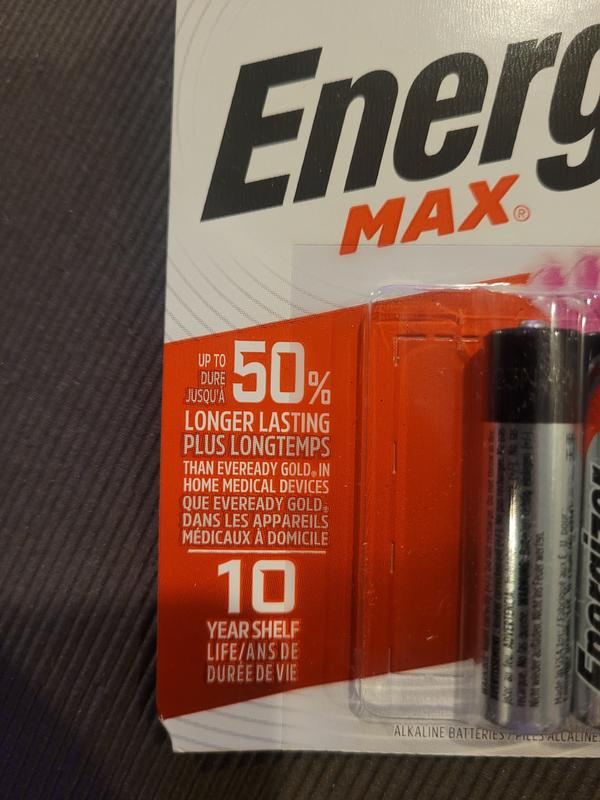 Energ
MAX®
UP TO
DURE
JUSQU'À
50%
LONGER LASTING
PLUS LONGTEMPS
THAN EVEREADY GOLD® IN
HOME MEDICAL DEVICES
QUE EVEREADY GOLD®
DANS LES APPAREILS
MÉDICAUX À DOMICILE
10
YEAR SHELF
LIFE/ANS DE
DURÉE DE VIE
Energizer
ALKALINE BATTERIES / PILES ALCALINE